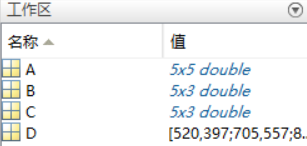 工作区
名称 值
A 5x5 double
B 5x3 double
C 5x3 double
D [520,397;705,557;8...